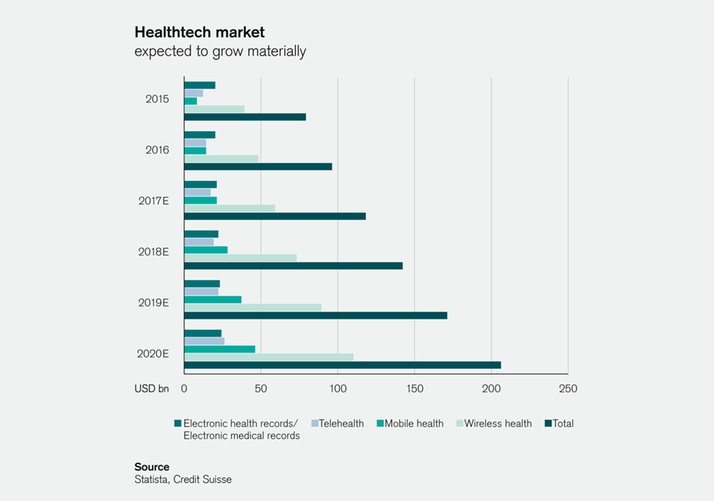 Healthtech market
expected to grow materially
2015
2016
2017E
2018E
2019E
2020E
USD bn 0 50 100 150 200 250
Electronic health records/ Telehealth Mobile health Wireless health Total
Electronic medical records
Source
Statista, Credit Suisse